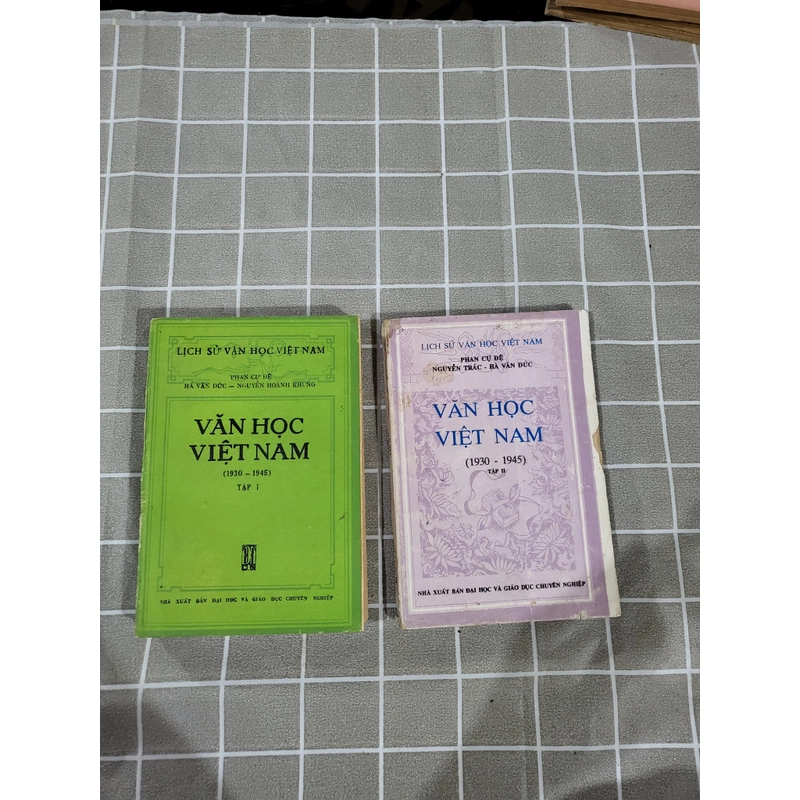 LỊCH SỬ VĂN HỌC VIỆT NAM
PHAN CỰ ĐỆ
HÀ VĂN ĐỨC — NGUYỄN HOÀNH KHUNG
VĂN HỌC
VIỆT NAM
(1930 — 1945)
TẬP I
NHÀ XUẤT BẢN ĐẠI HỌC VÀ GIÁO DỤC CHUYÊN NGHIỆP
LỊCH SỬ VĂN HỌC VIỆT NAM
PHAN CỰ ĐỆ
NGUYỄN TRÁC - HÀ VĂN ĐỨC
VĂN HỌC
VIỆT NAM
(1930 - 1945)
TẬP II
NHÀ XUẤT BẢN ĐẠI HỌC VÀ GIÁO DỤC CHUYÊN NGHIỆP